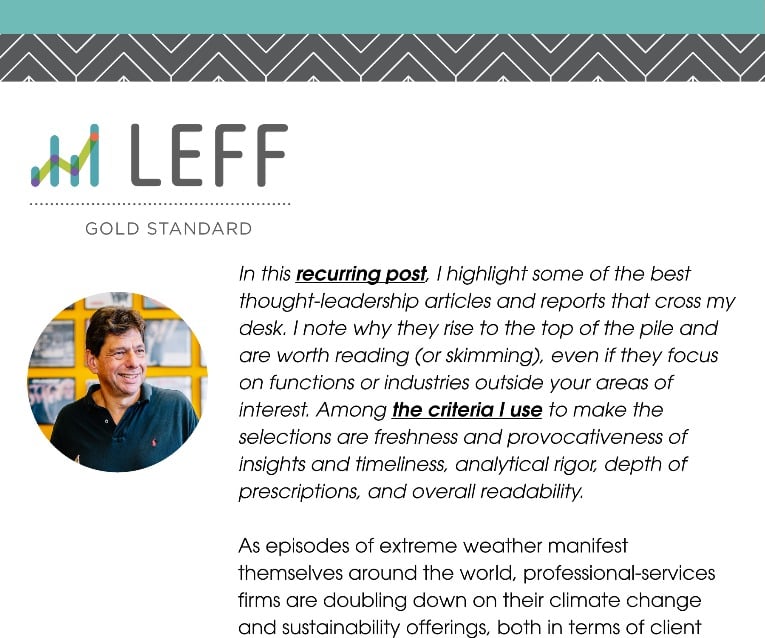 LEFF
GOLD STANDARD
In this recurring post, I highlight some of the best
thought-leadership articles and reports that cross my
desk. I note why they rise to the top of the pile and
are worth reading (or skimming), even if they focus
on functions or industries outside your areas of
interest. Among the criteria I use to make the
selections are freshness and provocativeness of
insights and timeliness, analytical rigor, depth of
prescriptions, and overall readability.
As episodes of extreme weather manifest
themselves around the world, professional-services
firms are doubling down on their climate change
and sustainability offerings, both in terms of client